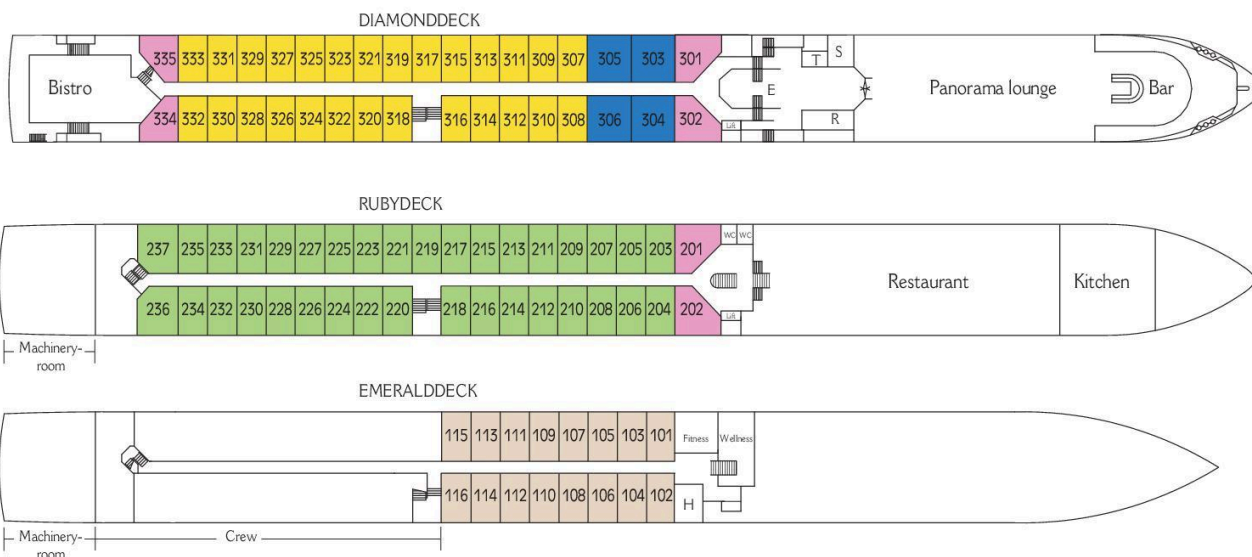 DIAMONDDECK
335 333 331 329 327 325 323 321 319 317 315 313 311 309 307 305 303 301
S
T
Bistro
E
Panorama lounge
Bar
334 332 330 328 326 324 322 320 318 316 314 312 310 308 306 304 302
Lift
R
RUBYDECK
237 235 233 231 229 227 225 223 221 219 217 215 213 211 209 207 205 203 201
WC WC
Restaurant
Kitchen
236 234 232 230 228 226 224 222 220 218 216 214 212 210 208 206 204 202
Lift
Machinery-
room
EMERALDDECK
115 113 111 109 107 105 103 101
Fitness
Wellness
116 114 112 110 108 106 104 102
H
Machinery-
room
Crew